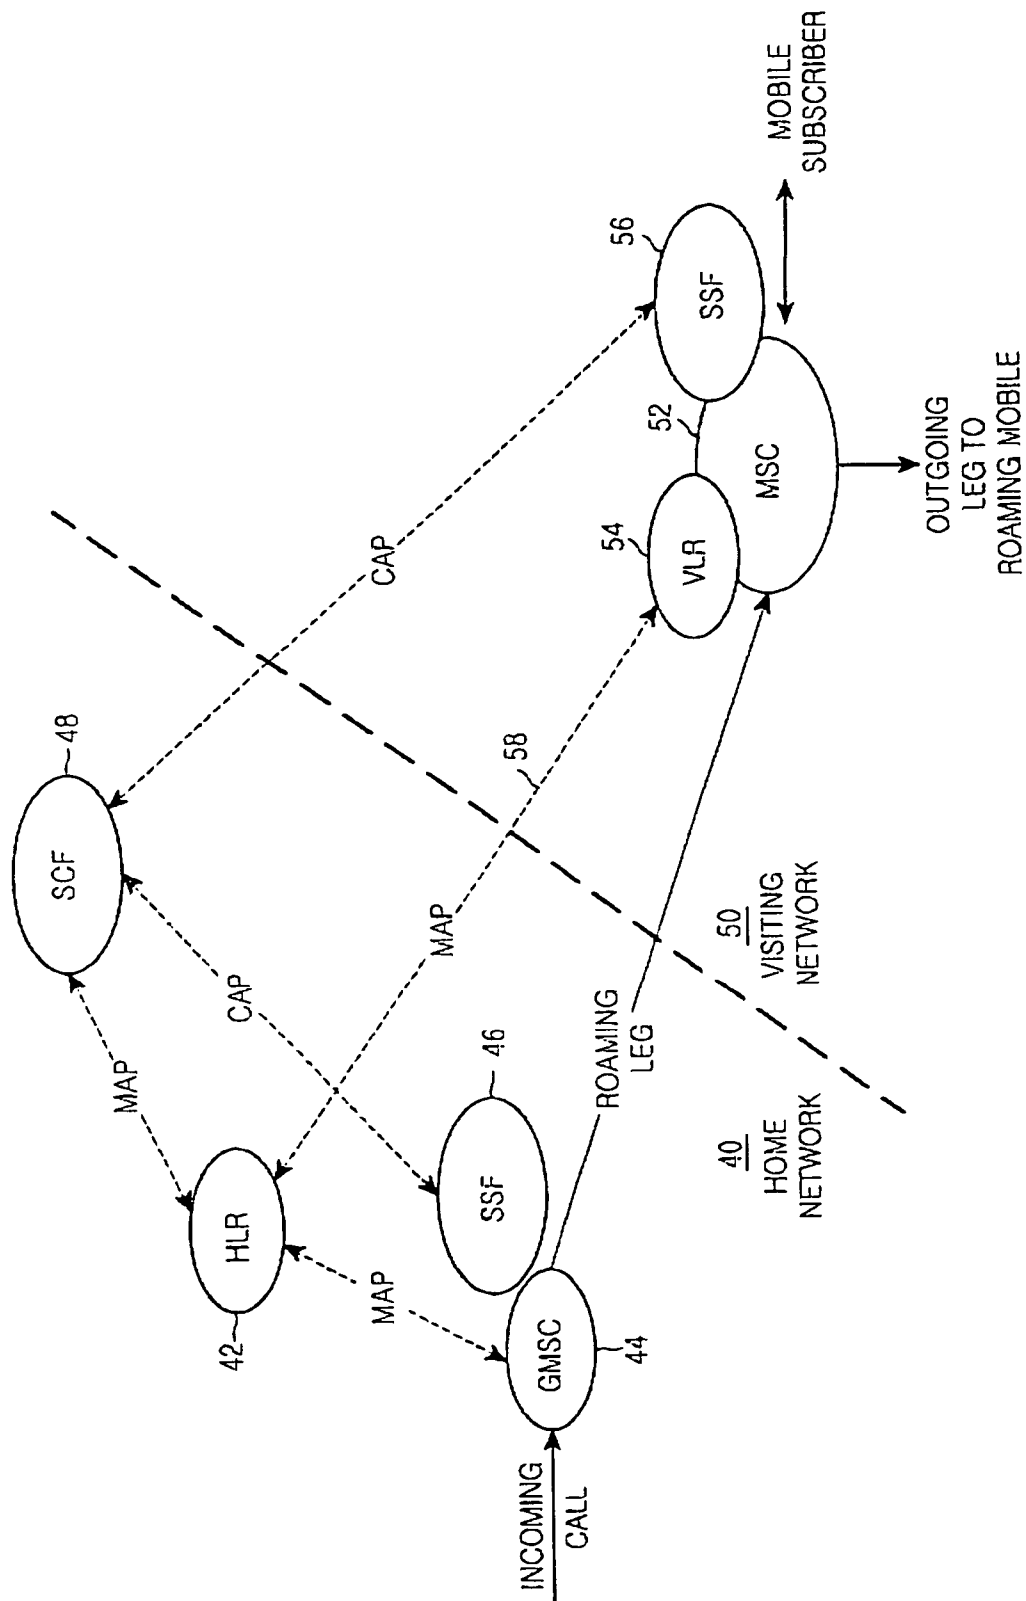 SCF
48
MAP
CAP
CAP
HLR
42
MAP
MAP
58
SSF
46
GMSC
44
INCOMING
CALL
ROAMING
LEG
40
HOME
NETWORK
50
VISITING
NETWORK
VLR
54
52
MSC
SSF
56
MOBILE
SUBSCRIBER
OUTGOING
LEG TO
ROAMING MOBILE